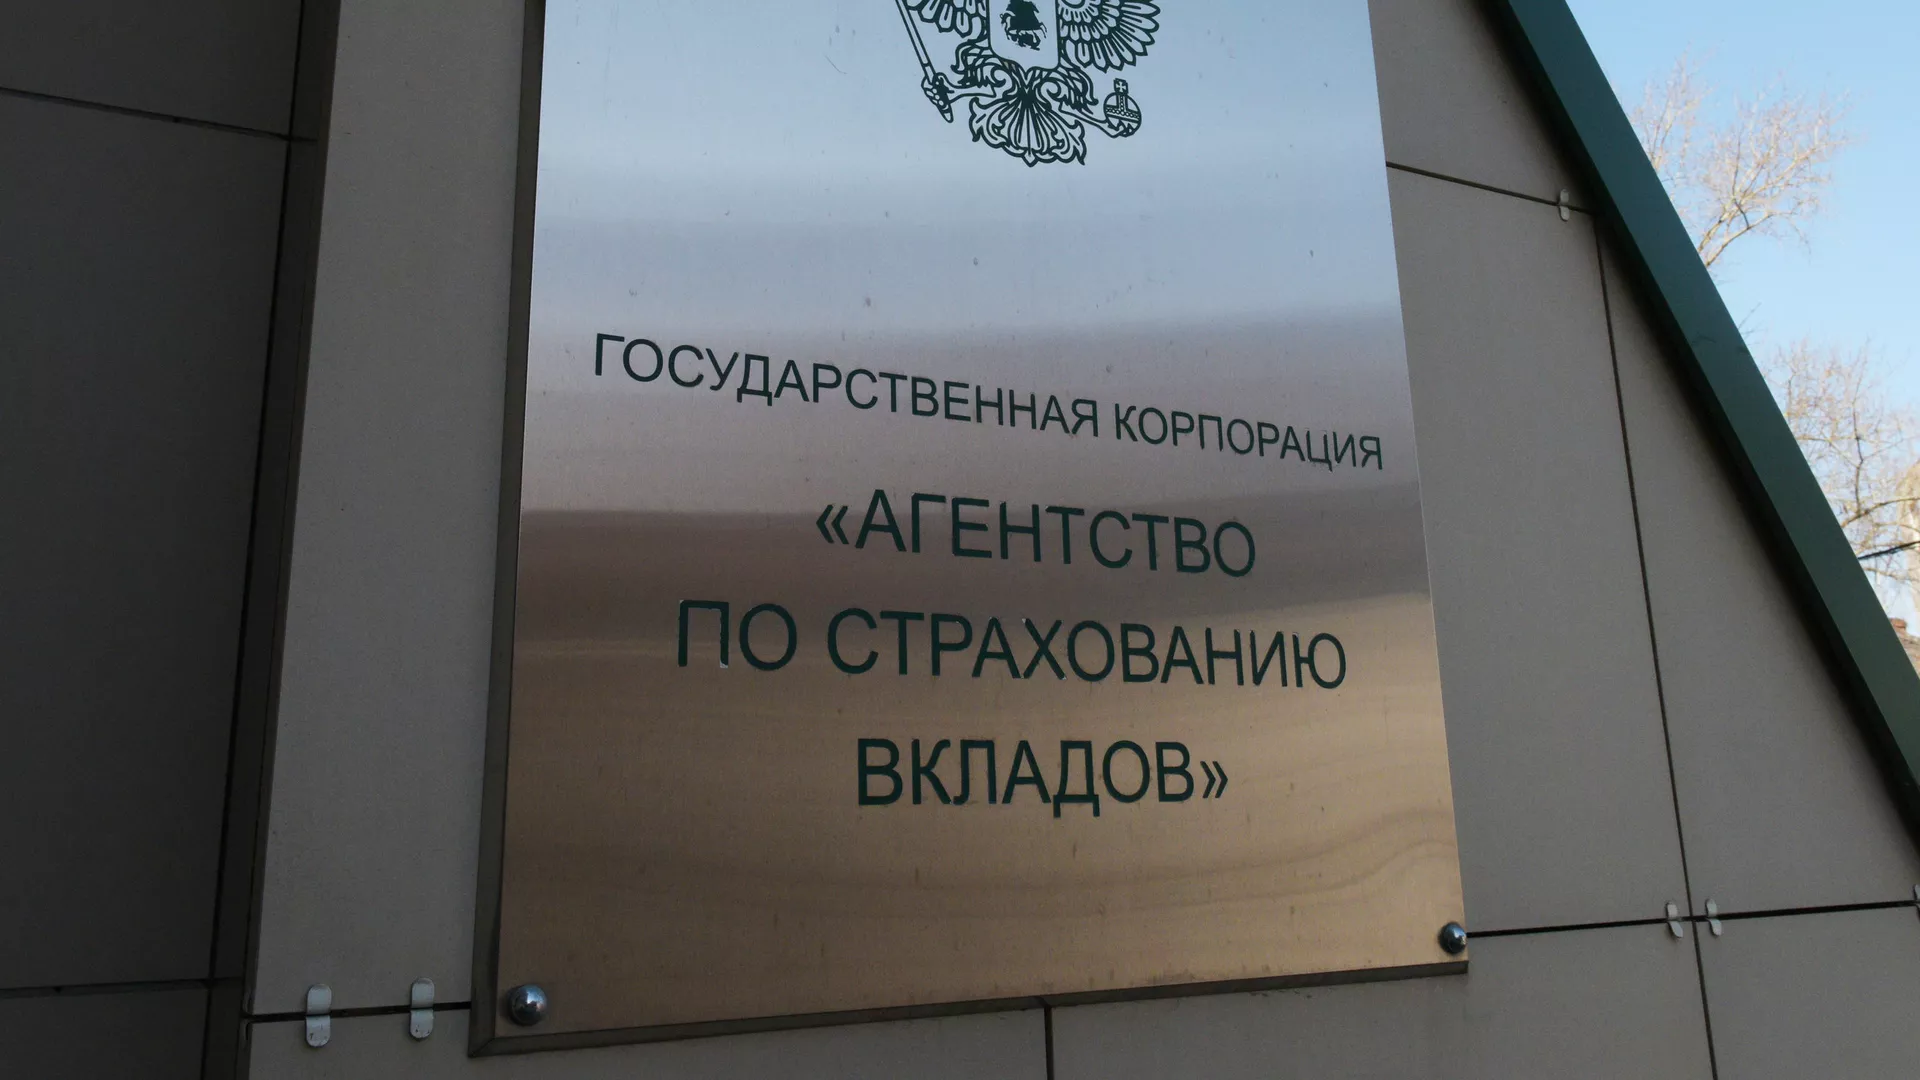 ГОСУДАРСТВЕННАЯ КОРПОРАЦИЯ
«АГЕНТСТВО
ПО СТРАХОВАНИЮ
ВКЛАДОВ»